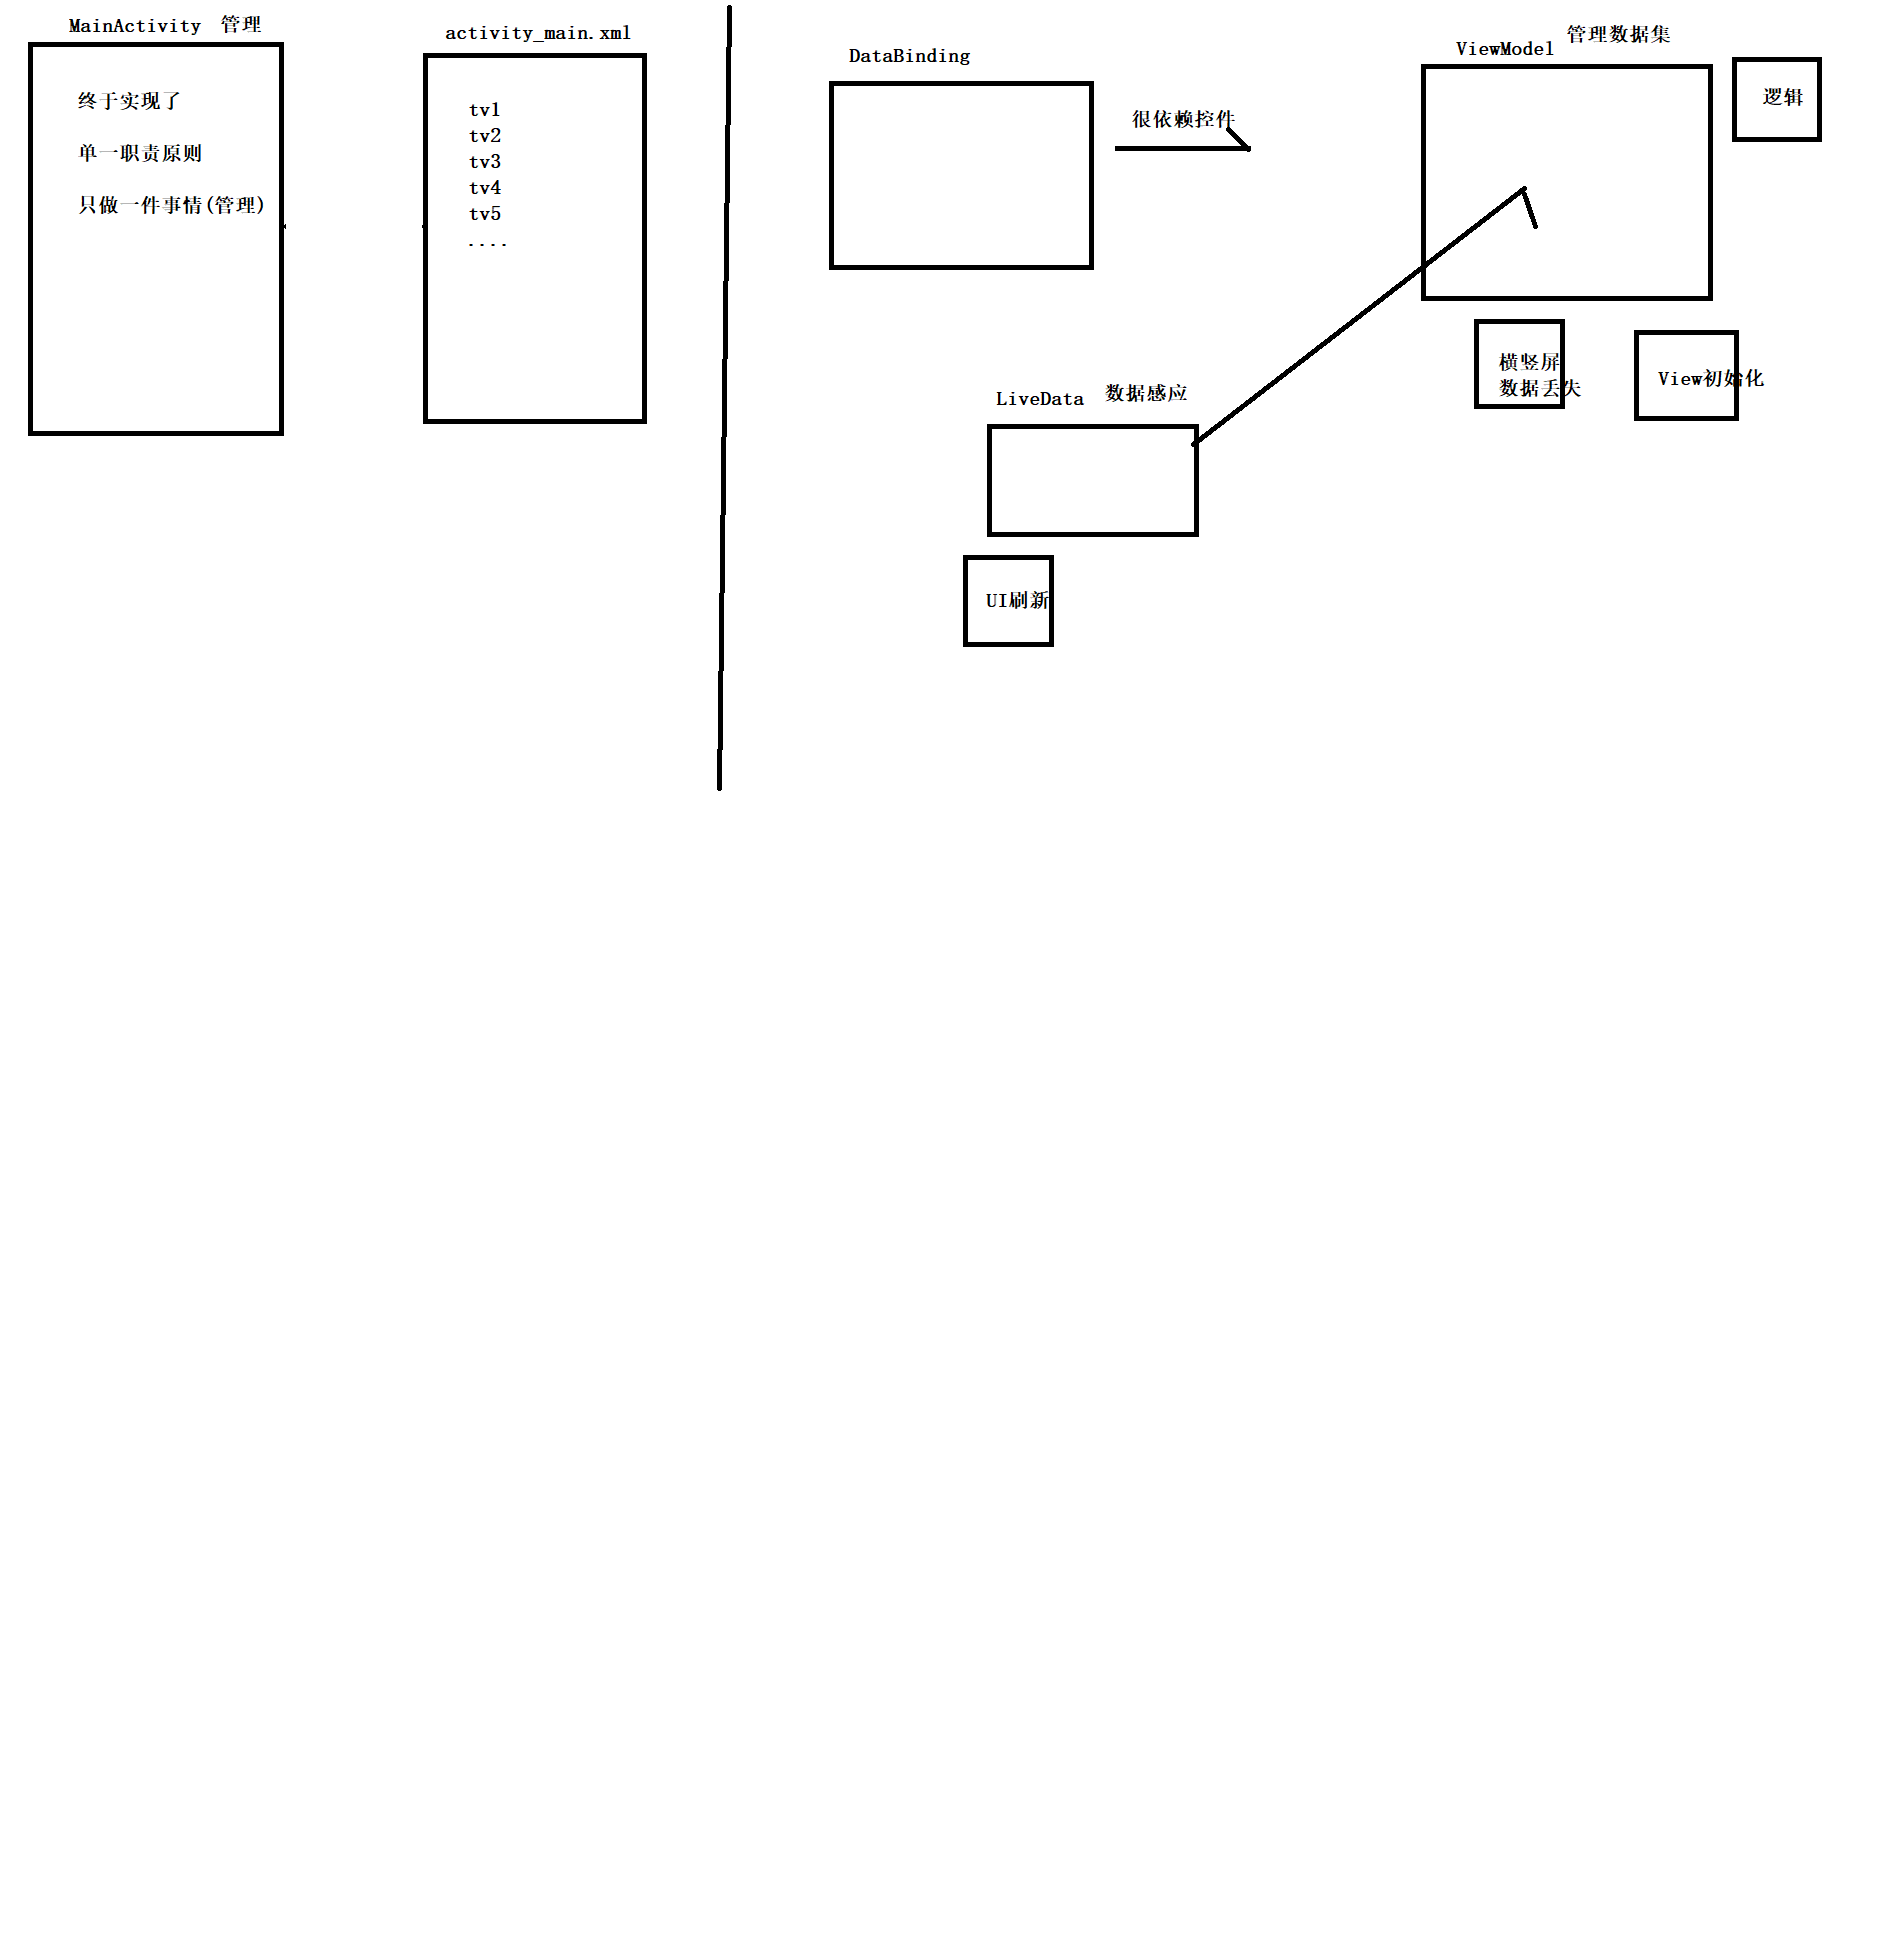 MainActivity 管理
终于实现了
单一职责原则
只做一件事情(管理)
activity_main.xml
tv1
tv2
tv3
tv4
tv5
....
DataBinding
很依赖控件
ViewModel 管理数据集
逻辑
横竖屏
数据丢失
View初始化
LiveData 数据感应
UI刷新